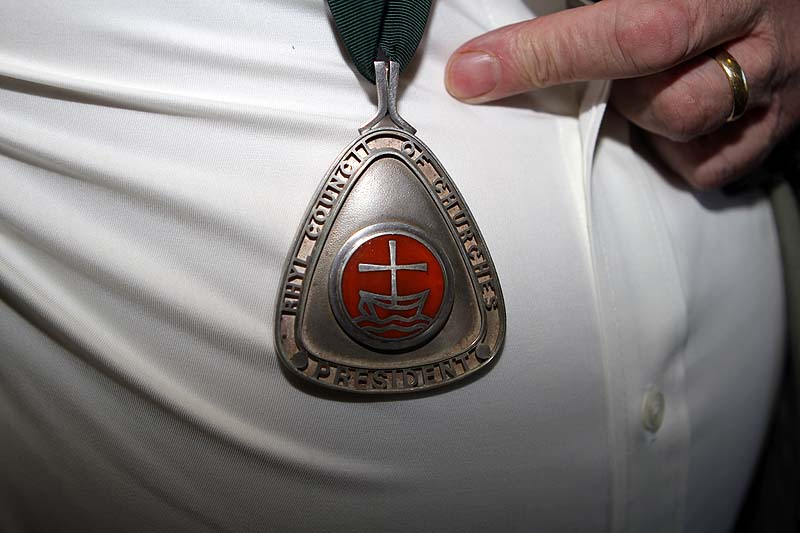 RHYL COUNCIL OF CHURCHES
PRESIDENT